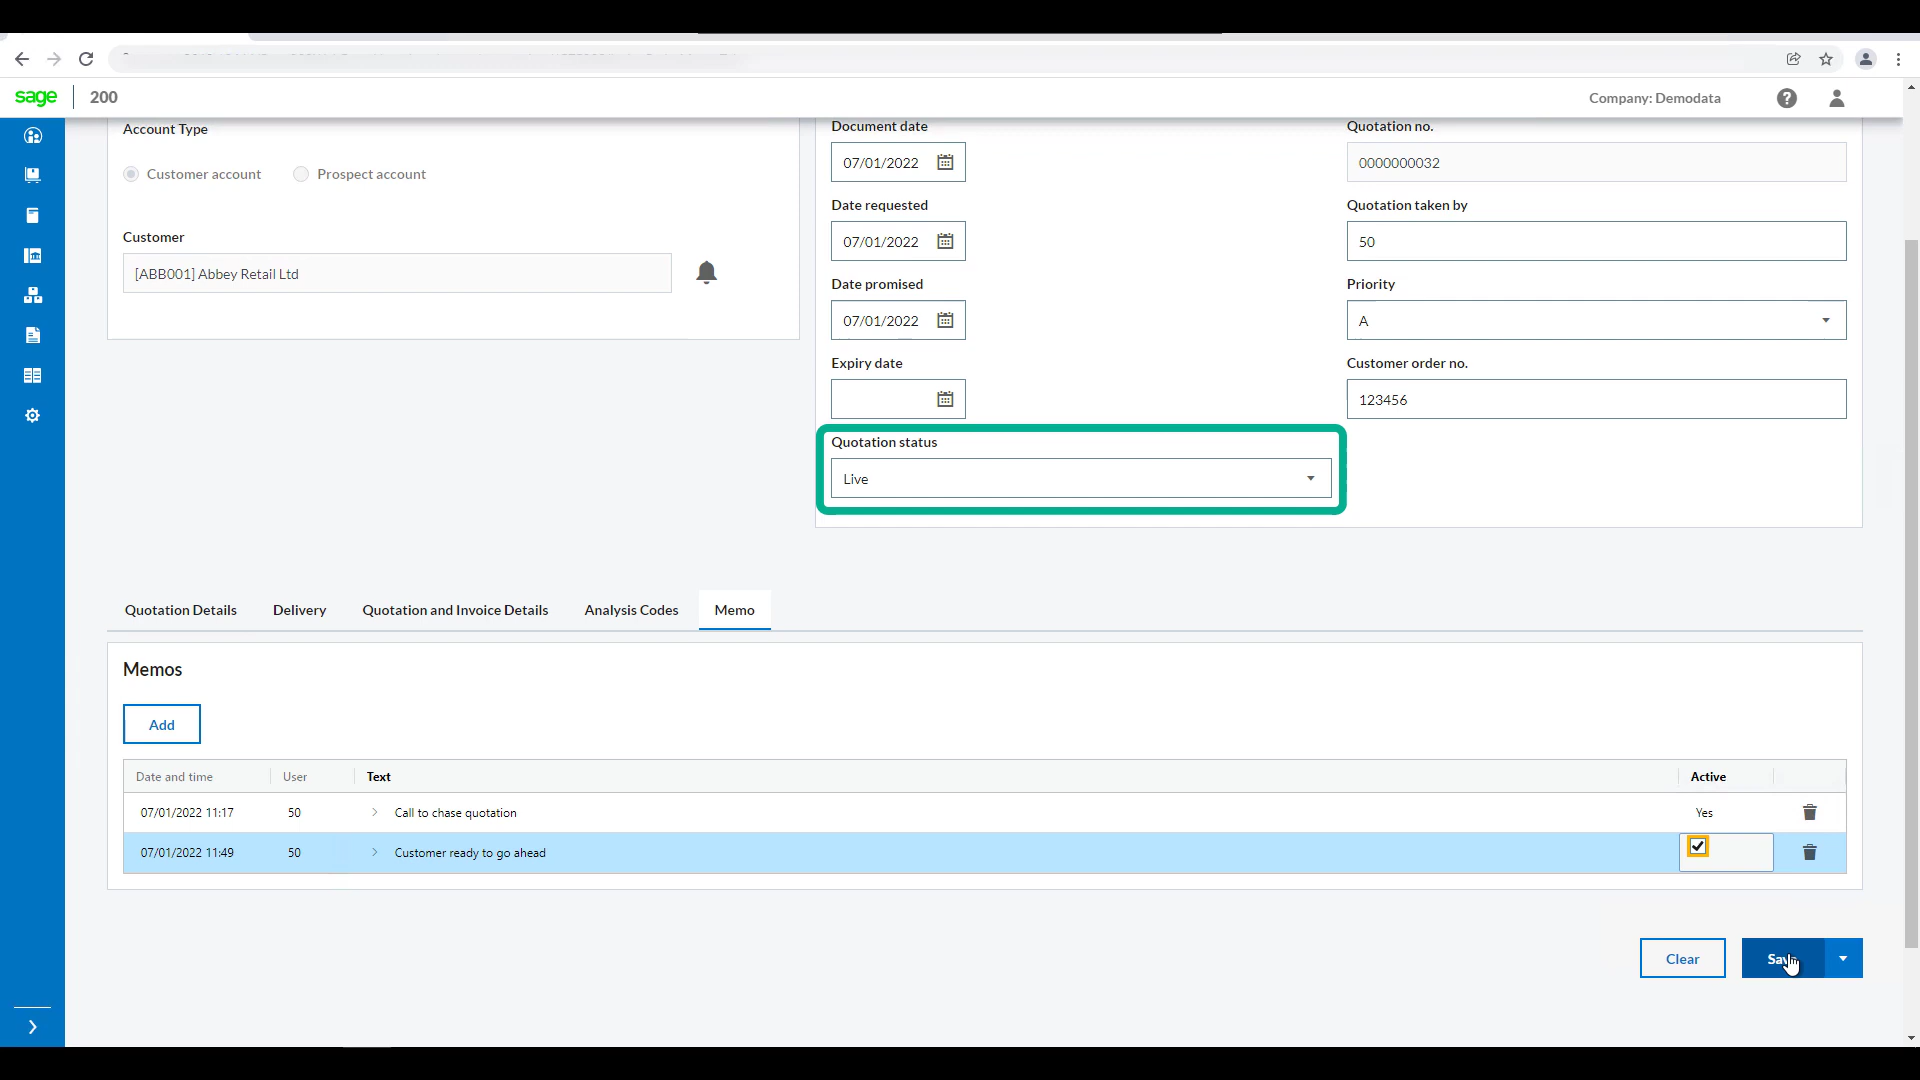 sage 200
Company: Demodata
Account Type
Customer account
Prospect account
Customer
[ABB001] Abbey Retail Ltd
Document date
07/01/2022
Date requested
07/01/2022
Date promised
07/01/2022
Expiry date
Quotation status
Live
Quotation no.
0000000032
Quotation taken by
50
Priority
A
Customer order no.
123456
Quotation Details Delivery Quotation and Invoice Details Analysis Codes Memo
Memos
Add
Date and time User Text Active
07/01/2022 11:17 50 Call to chase quotation Yes
07/01/2022 11:49 50 Customer ready to go ahead
Clear